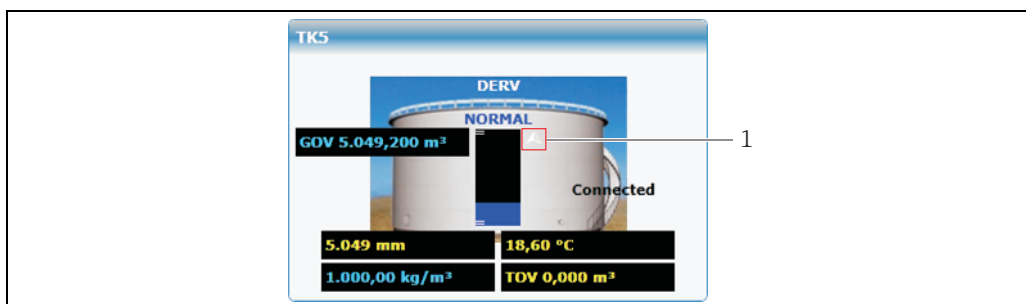 TK5
DERV
NORMAL
GOV 5.049,200 m³
1
Connected
5.049 mm
18,60 °C
1.000,00 kg/m³
TOV 0,000 m³